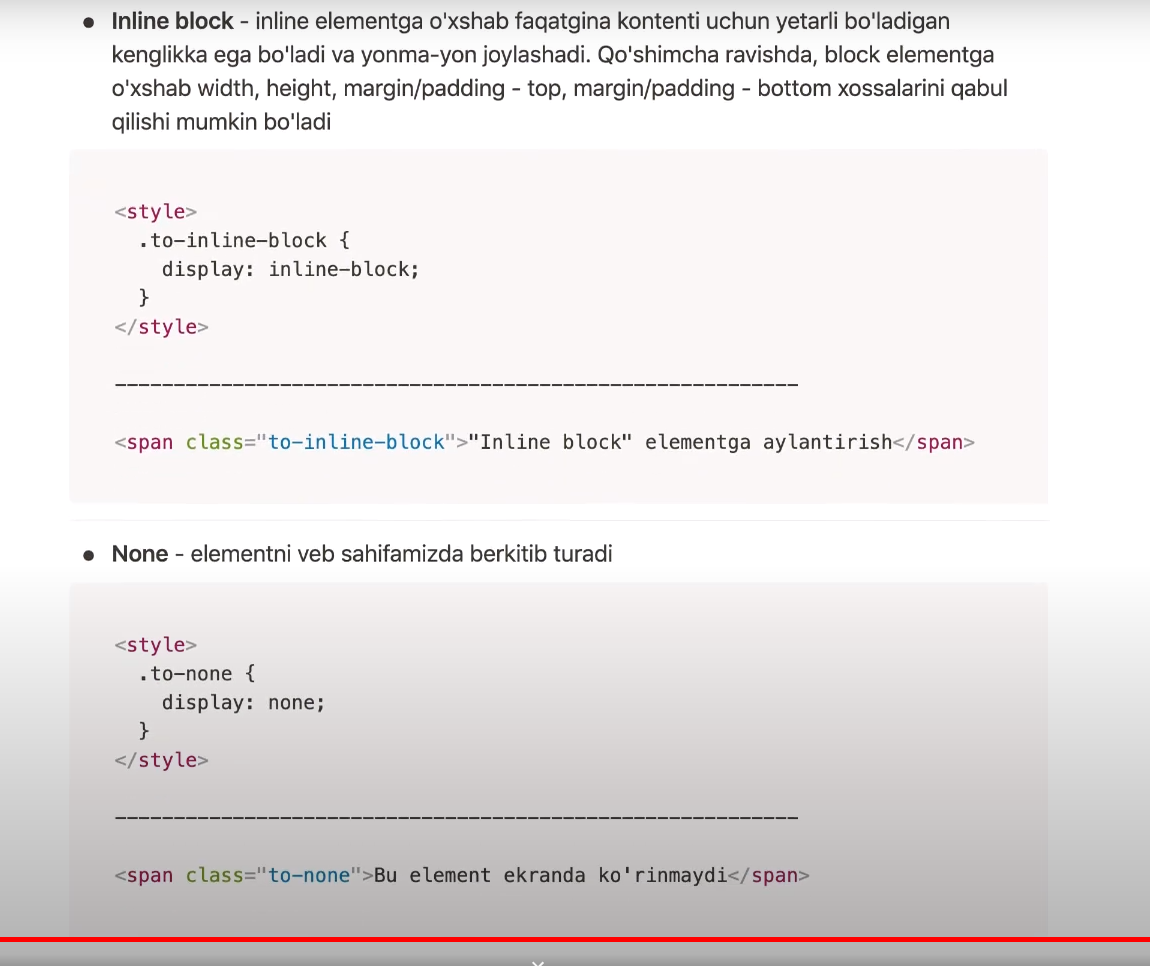 ● Inline block - inline elementga o'xshab faqatgina kontenti uchun yetarli bo'ladigan
kenglikka ega bo'ladi va yonma-yon joylashadi. Qo'shimcha ravishda, block elementga
o'xshab width, height, margin/padding - top, margin/padding - bottom xossalarini qabul
qilishi mumkin bo'ladi
<style>
  .to-inline-block {
    display: inline-block;
  }
</style>
----------------------------------------------------------
<span class="to-inline-block">"Inline block" elementga aylantirish</span>
● None - elementni veb sahifamizda berkitib turadi
<style>
  .to-none {
    display: none;
  }
</style>
----------------------------------------------------------
<span class="to-none">Bu element ekranda ko'rinmaydi</span>